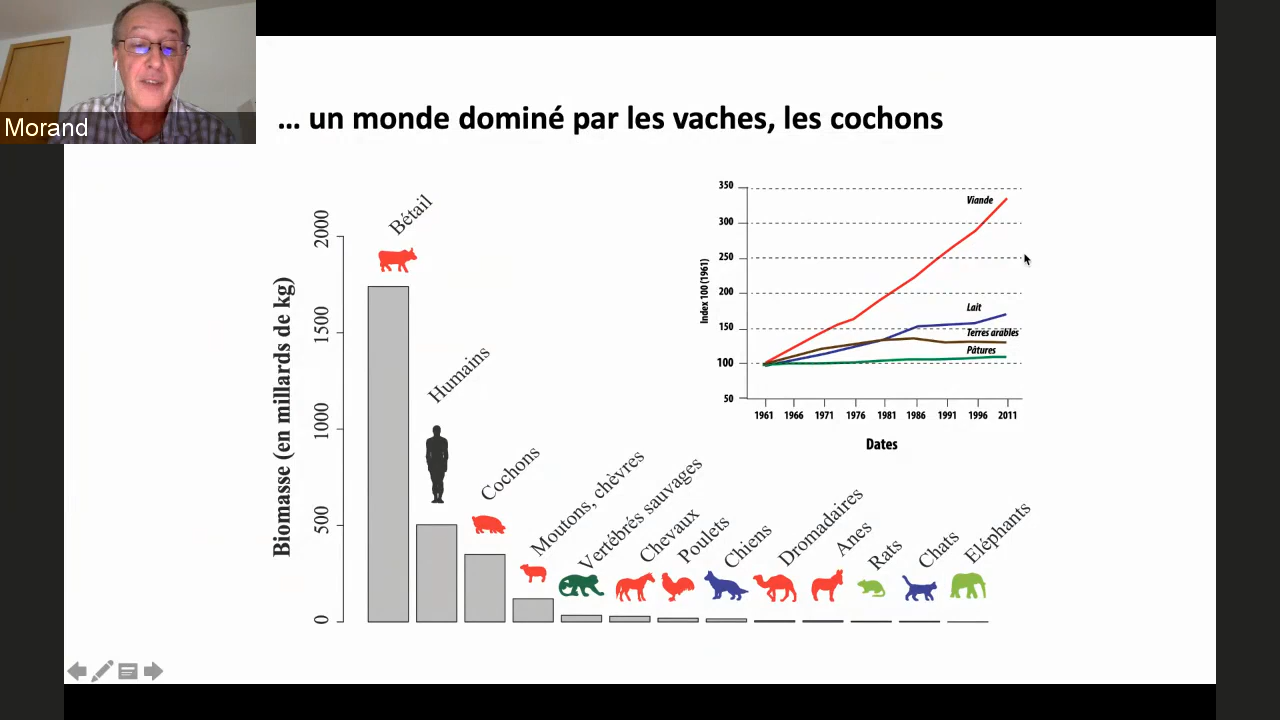 Morand
... un monde dominé par les vaches, les cochons
Biomasse (en millards de kg)
2000
1500
1000
500
0
Bétail
Humains
Cochons
Moutons, chèvres
Vertébrés sauvages
Chevaux
Poulets
Chiens
Dromadaires
Anes
Rats
Chats
Eléphants
Index 100 (1961)
350
300
250
200
150
100
50
Viande
Lait
Terres arables
Pâtures
1961 1966 1971 1976 1981 1986 1991 1996 2011
Dates